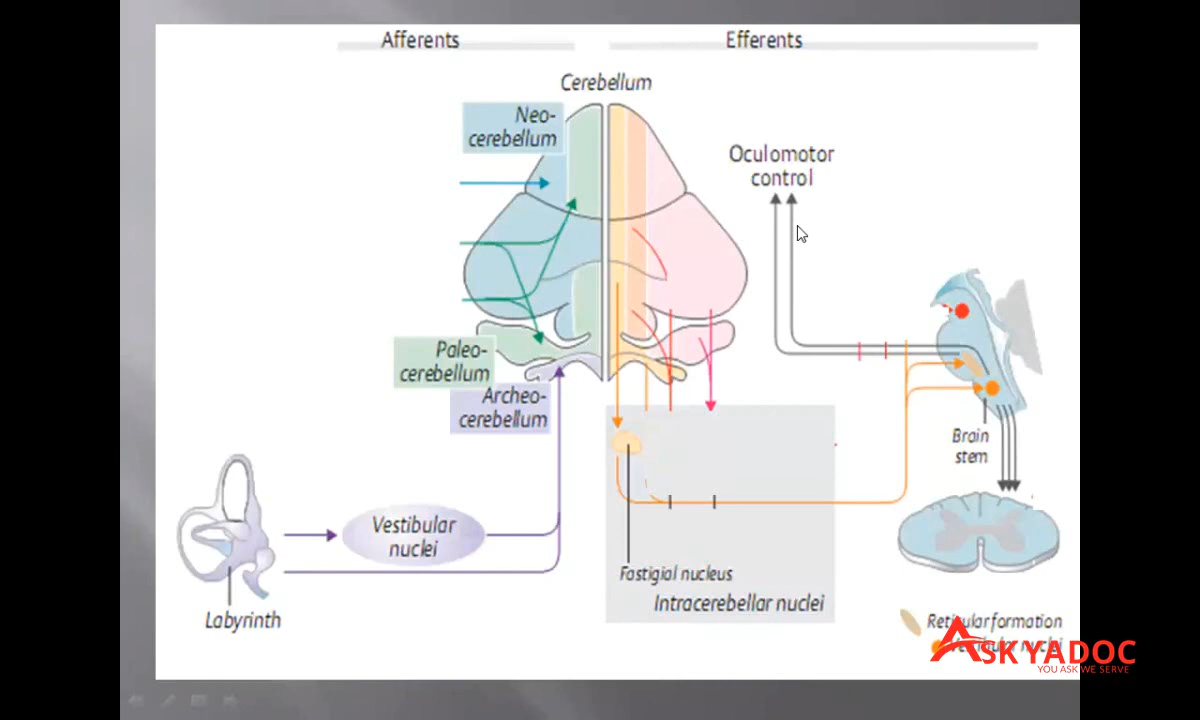 Afferents
Efferents
Cerebellum
Neo-
cerebellum
Oculomotor
control
Paleo-
cerebellum
Archeo-
cerebellum
Brain
stem
Vestibular
nuclei
Fastigial nucleus
Intracerebellar nuclei
Labyrinth
Reticular formation
nuclei
ASKYADOC
YOU ASK WE SERVE